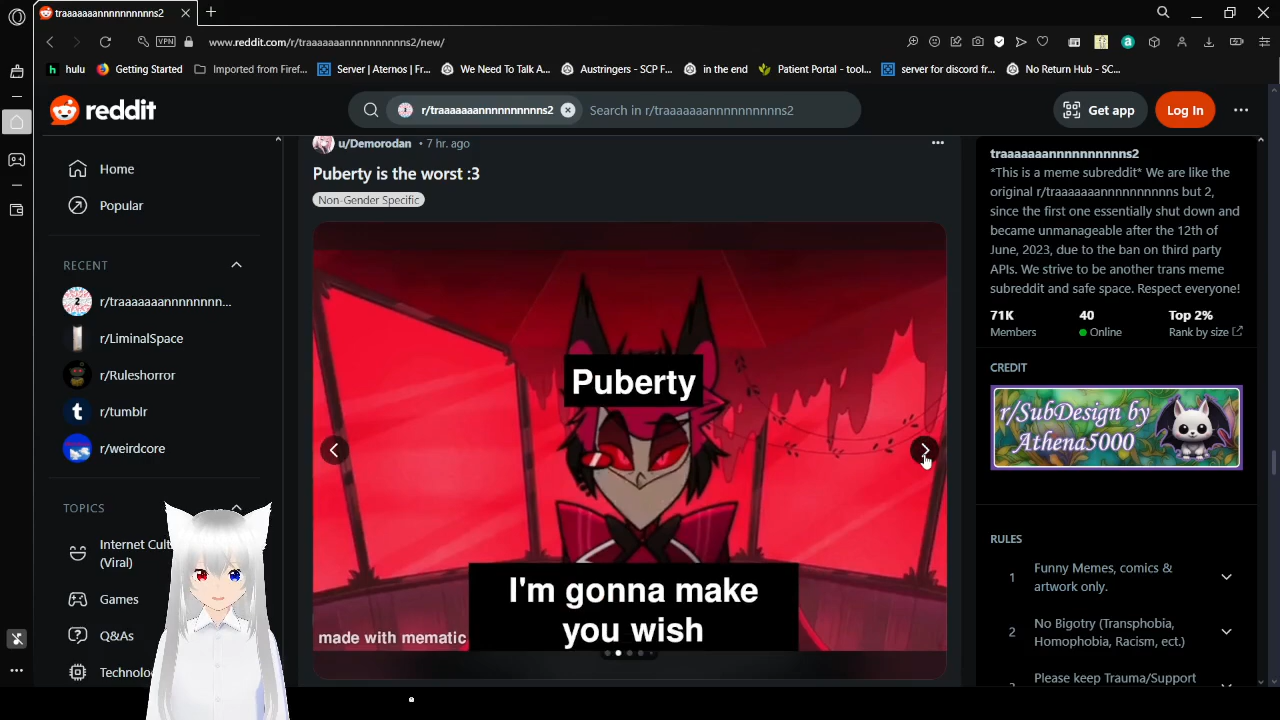 traaaaaaannnnnnnnnns2
VPN
www.reddit.com/r/traaaaaaannnnnnnnnns2/new/
hulu
Getting Started
Imported from Firef...
Server | Aternos | Fr...
We Need To Talk A...
Austringers - SCP F...
in the end
Patient Portal - tool...
server for discord fr...
No Return Hub - SC...
reddit
r/traaaaaaannnnnnnnnns2
Search in r/traaaaaaannnnnnnnnns2
Get app
Log In
Home
Popular
RECENT
r/traaaaaaannnnnnn...
r/LiminalSpace
r/Ruleshorror
r/tumblr
r/weirdcore
TOPICS
Internet Cult
(Viral)
Games
Q&As
Technolo
u/Demorodan • 7 hr. ago
Puberty is the worst :3
Non-Gender Specific
Puberty
I'm gonna make
you wish
made with mematic
traaaaaaannnnnnnnnns2
*This is a meme subreddit* We are like the
original r/traaaaaaannnnnnnnnns but 2,
since the first one essentially shut down and
became unmanageable after the 12th of
June, 2023, due to the ban on third party
APIs. We strive to be another trans meme
subreddit and safe space. Respect everyone!
71K
Members
40
Online
Top 2%
Rank by size
CREDIT
r/SubDesign by
Athena5000
RULES
1 Funny Memes, comics &
artwork only.
2 No Bigotry (Transphobia,
Homophobia, Racism, ect.)
Please keep Trauma/Support